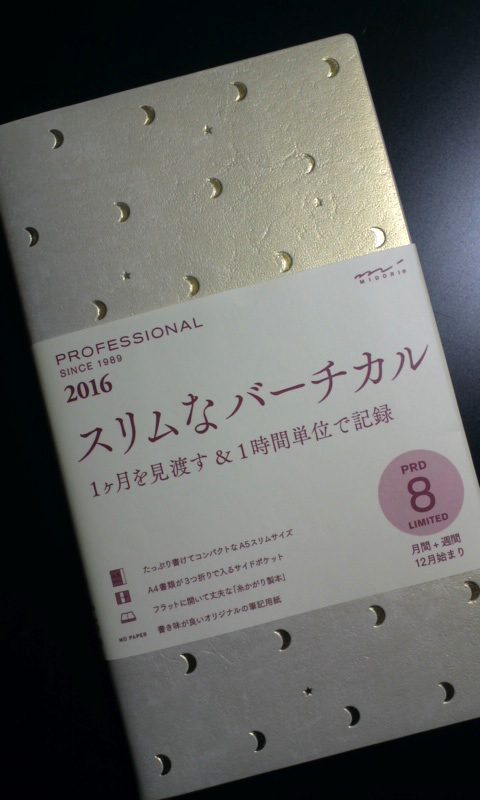 MIDORI
PROFESSIONAL
SINCE 1989
2016
スリムなバーチカル
1ヶ月を見渡す & 1時間単位で記録
PRD
8
LIMITED
月間+週間
12月始まり
たっぷり書けてコンパクトなA5スリムサイズ
A4書類が3つ折りで入るサイドポケット
フラットに開いて丈夫な「糸かがり製本」
MD PAPER 書き味が良いオリジナルの筆記用紙